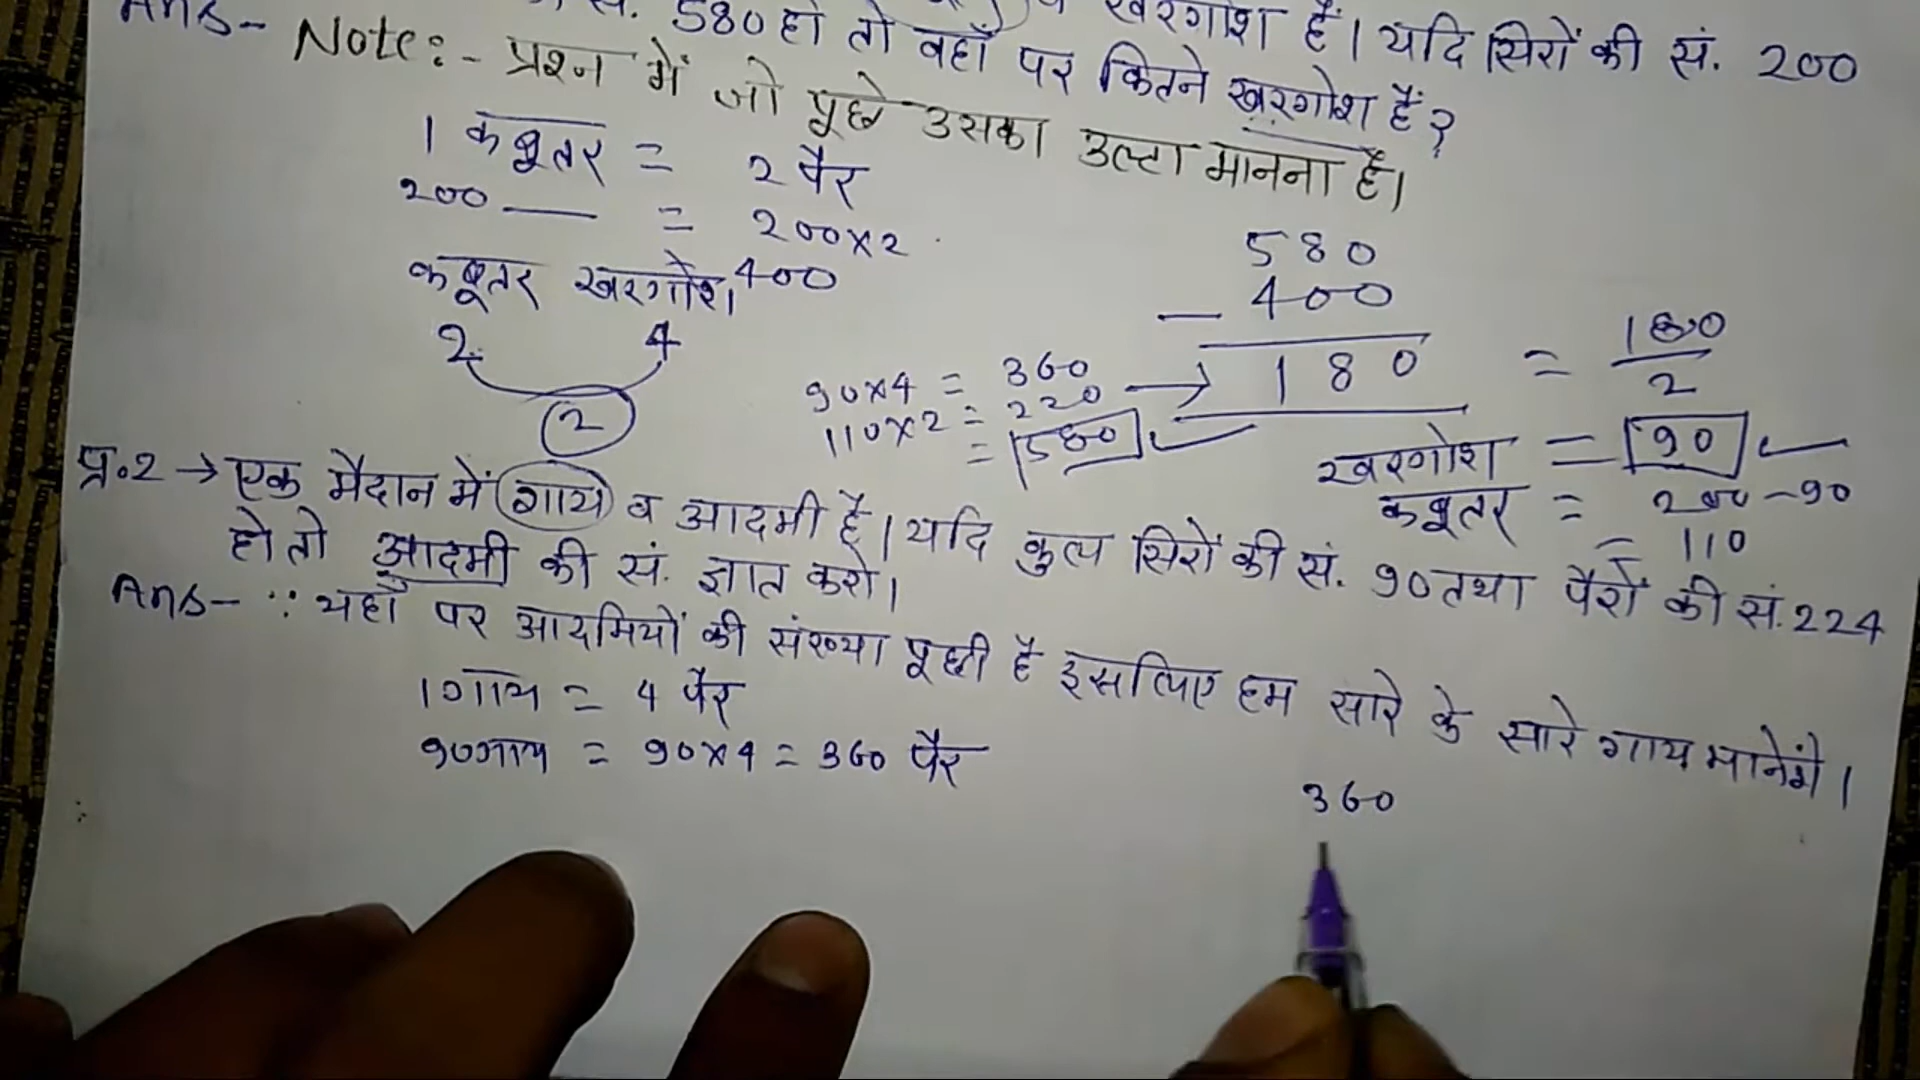 खरगोश हैं। यदि सिरों की सं. 200
Ans- सं. 580 हो तो वहाँ पर कितने खरगोश हैं?
Note:- प्रश्न में जो पूछे उसका उल्टा मानना है।
1 कबूतर = 2 पैर
200 — = 200×2
400
कबूतर खरगोश
2 4
2
580
- 400
180 = 180/2
90×4 = 360
110×2 = 220
= 580
खरगोश = 90
कबूतर = 200-90
= 110
प्र.2 → एक मैदान में गाय व आदमी है। यदि कुल सिरों की सं. 90 तथा पैरों की सं. 224
हो तो आदमी की सं. ज्ञात करो।
Ans- ∵ यहाँ पर आदमियों की संख्या पूछी है इसलिए हम सारे के सारे गाय मानेंगे।
1 गाय = 4 पैर
90 गाय = 90×4 = 360 पैर
360